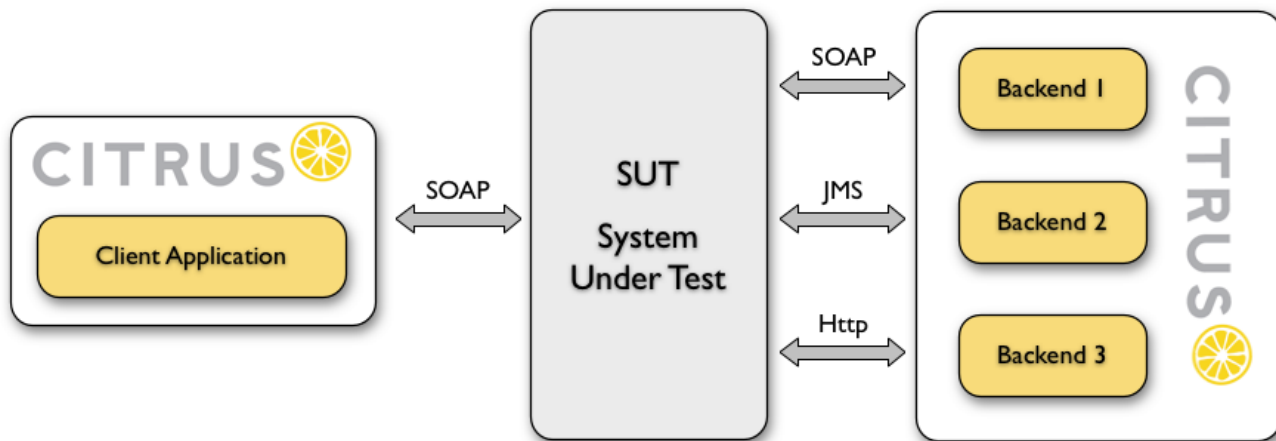 CITRUS
Client Application
SOAP
SUT
System
Under Test
SOAP
JMS
Http
Backend 1
Backend 2
Backend 3
CITRUS